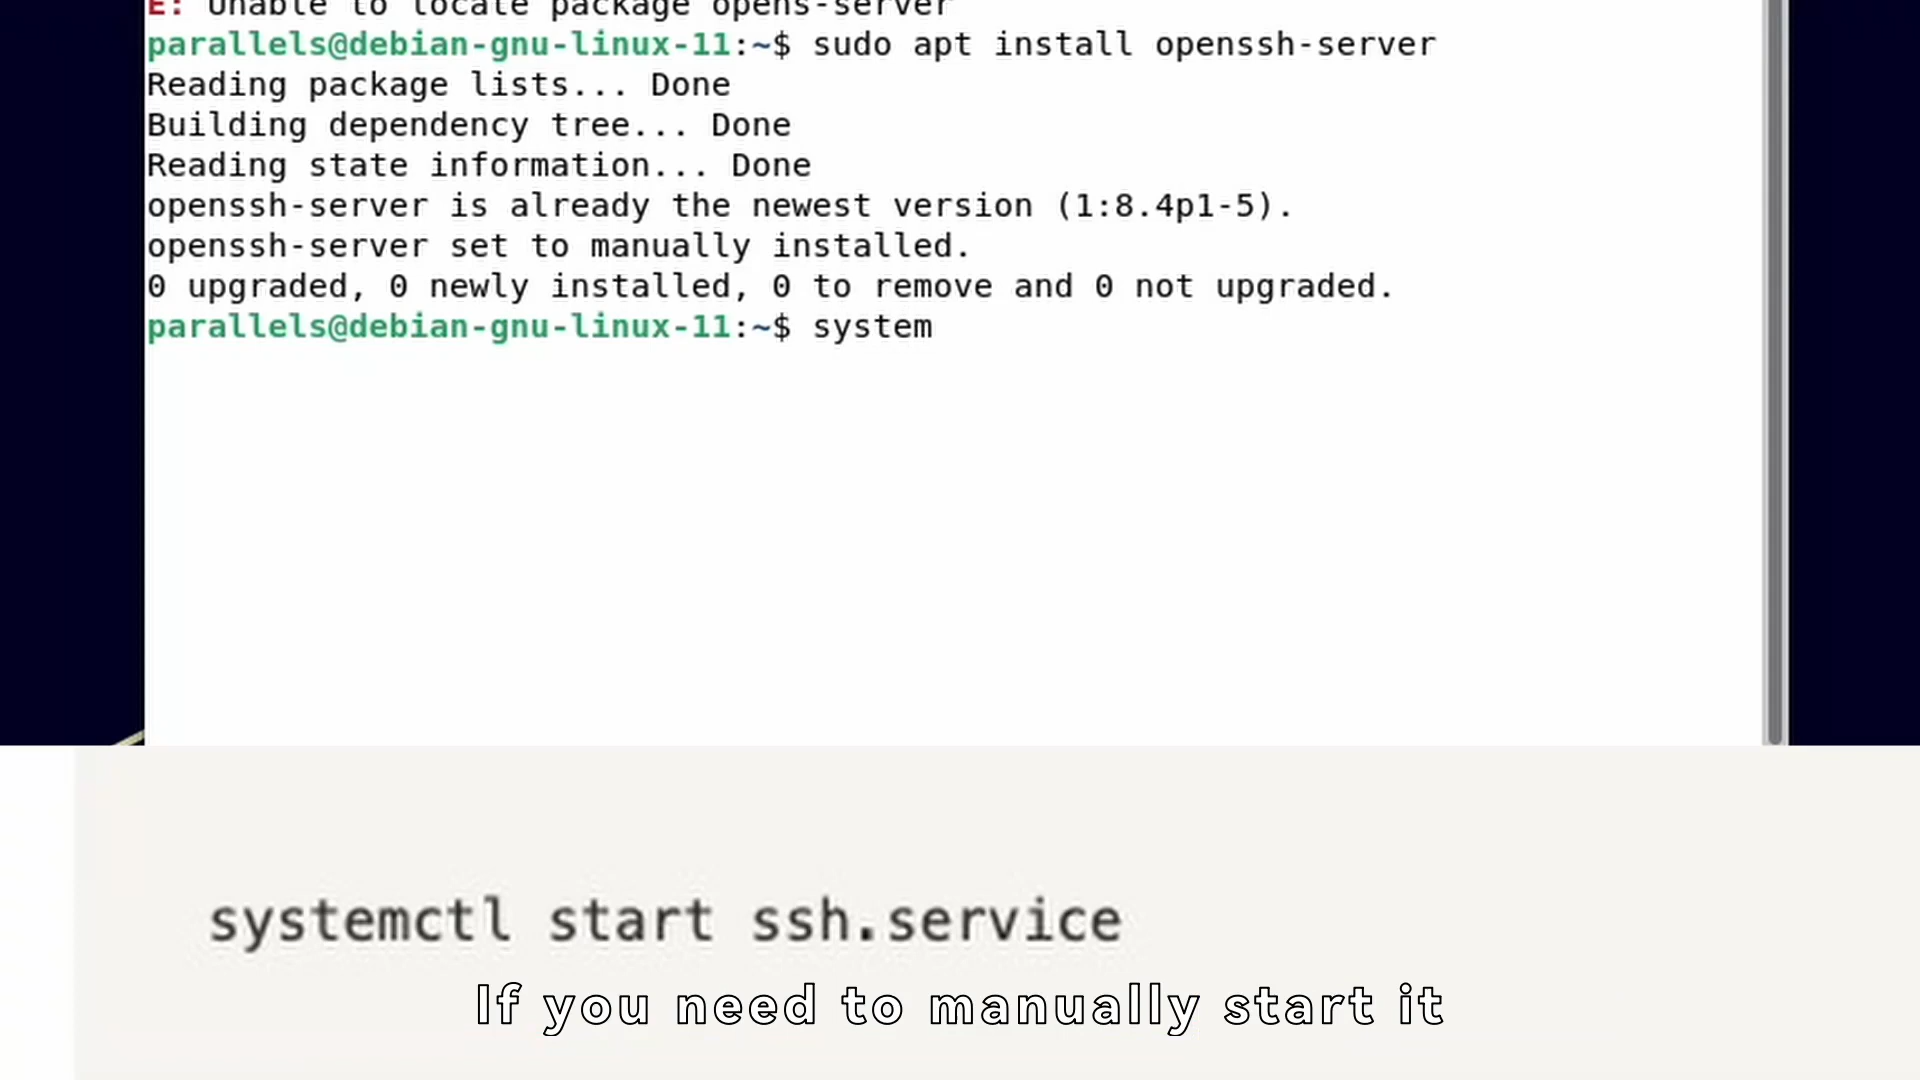 E: Unable to locate package opens-server
parallels@debian-gnu-linux-11:~$ sudo apt install openssh-server
Reading package lists... Done
Building dependency tree... Done
Reading state information... Done
openssh-server is already the newest version (1:8.4p1-5).
openssh-server set to manually installed.
0 upgraded, 0 newly installed, 0 to remove and 0 not upgraded.
parallels@debian-gnu-linux-11:~$ system
systemctl start ssh.service
If you need to manually start it